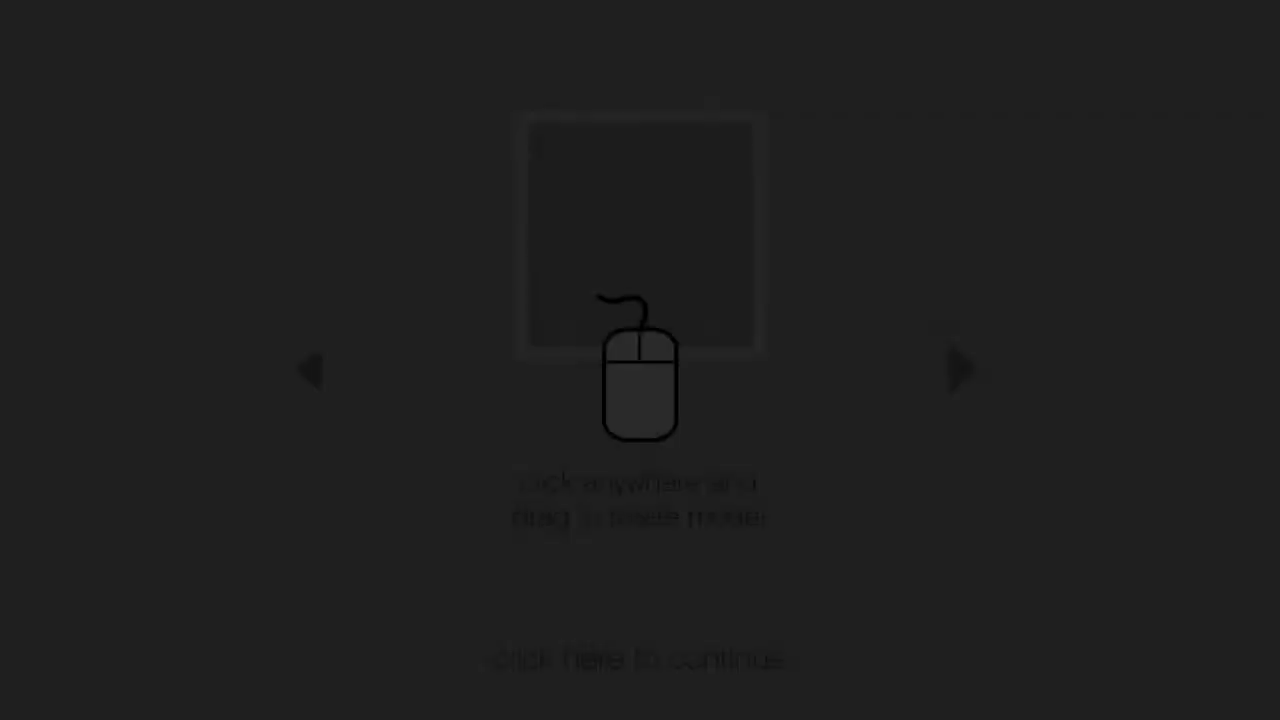 click anywhere and
drag to rotate model
click here to continue